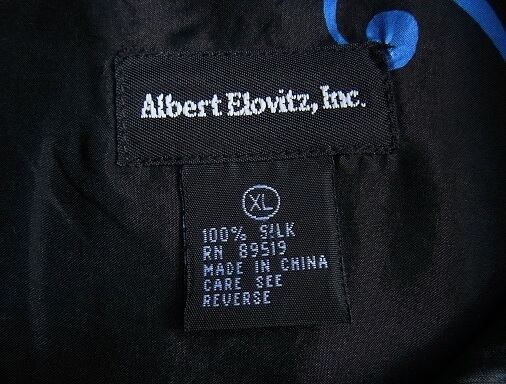 Albert Elovitz, Inc.
XL
100% SILK
RN 89519
MADE IN CHINA
CARE SEE
REVERSE